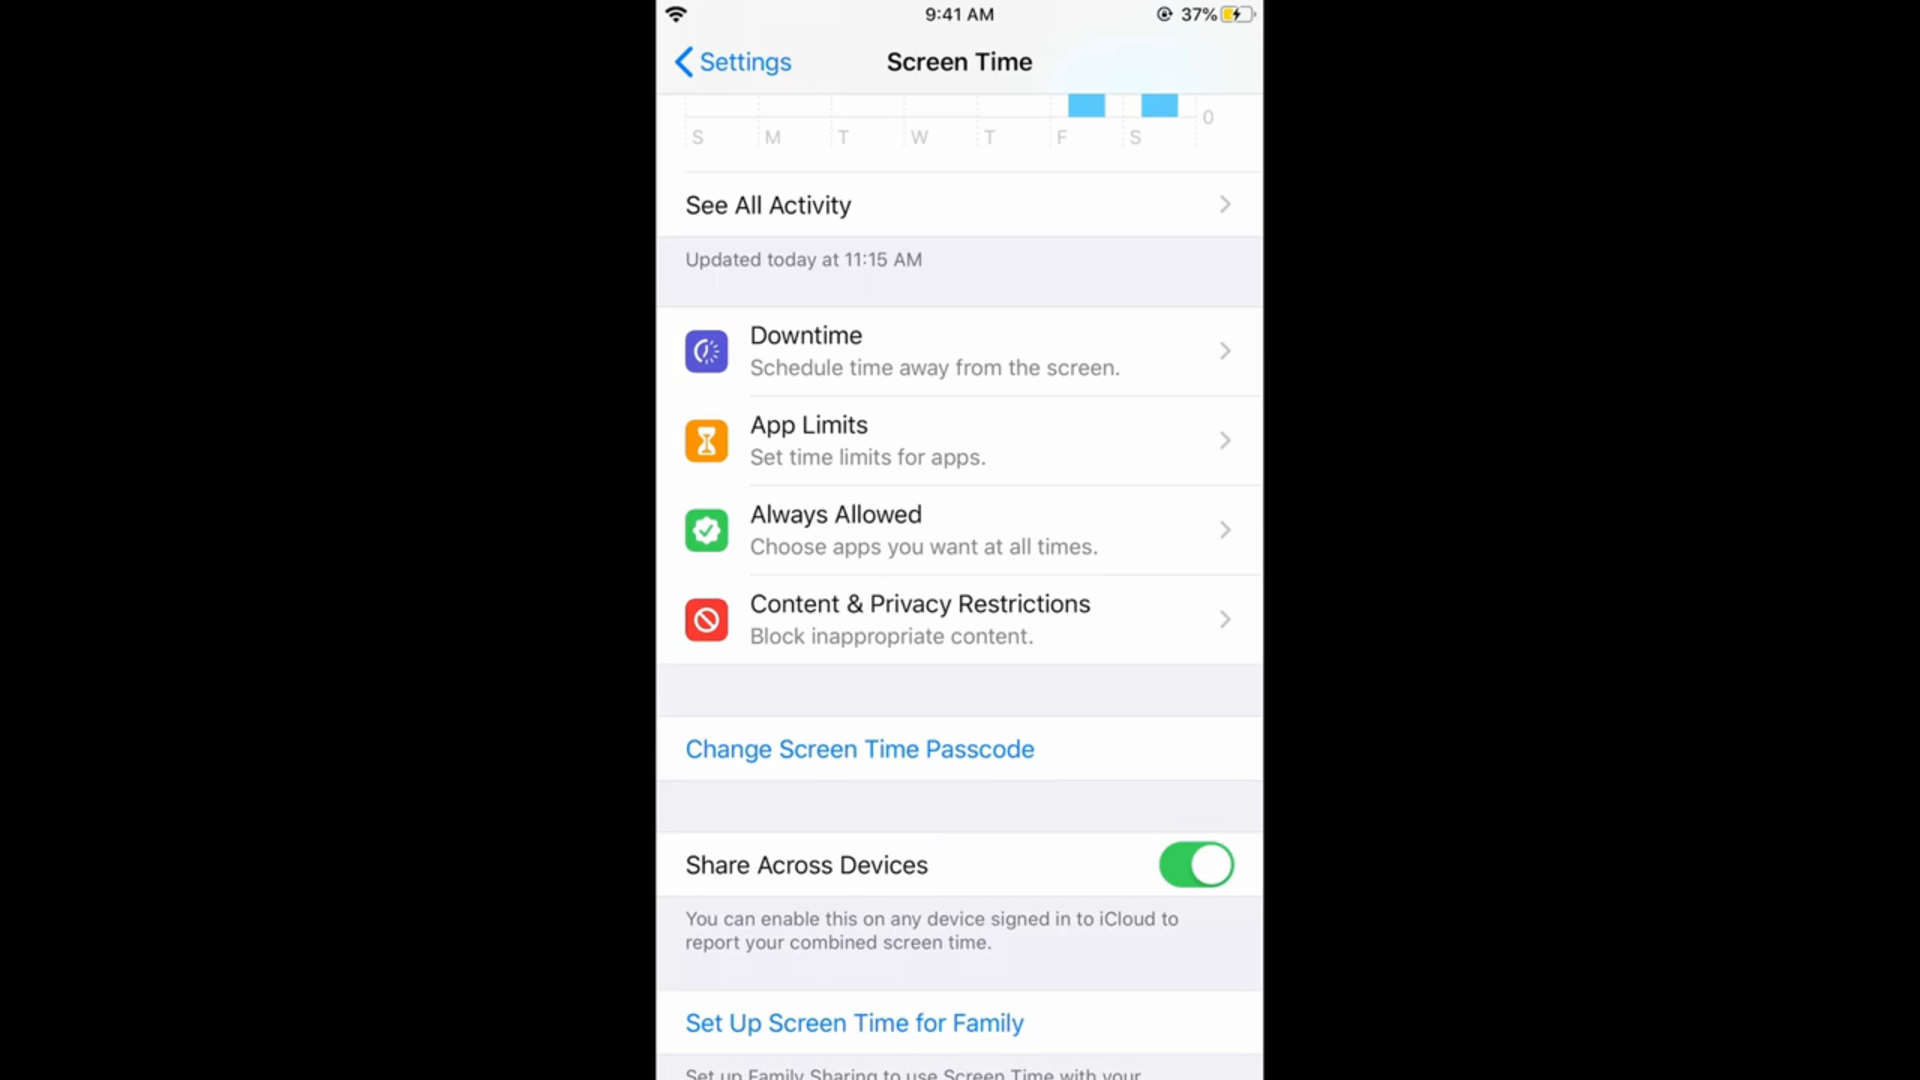 9:41 AM
37%
Settings
Screen Time
0
S M T W T F S
See All Activity
Updated today at 11:15 AM
Downtime
Schedule time away from the screen.
App Limits
Set time limits for apps.
Always Allowed
Choose apps you want at all times.
Content & Privacy Restrictions
Block inappropriate content.
Change Screen Time Passcode
Share Across Devices
You can enable this on any device signed in to iCloud to
report your combined screen time.
Set Up Screen Time for Family
Set up Family Sharing to use Screen Time with your